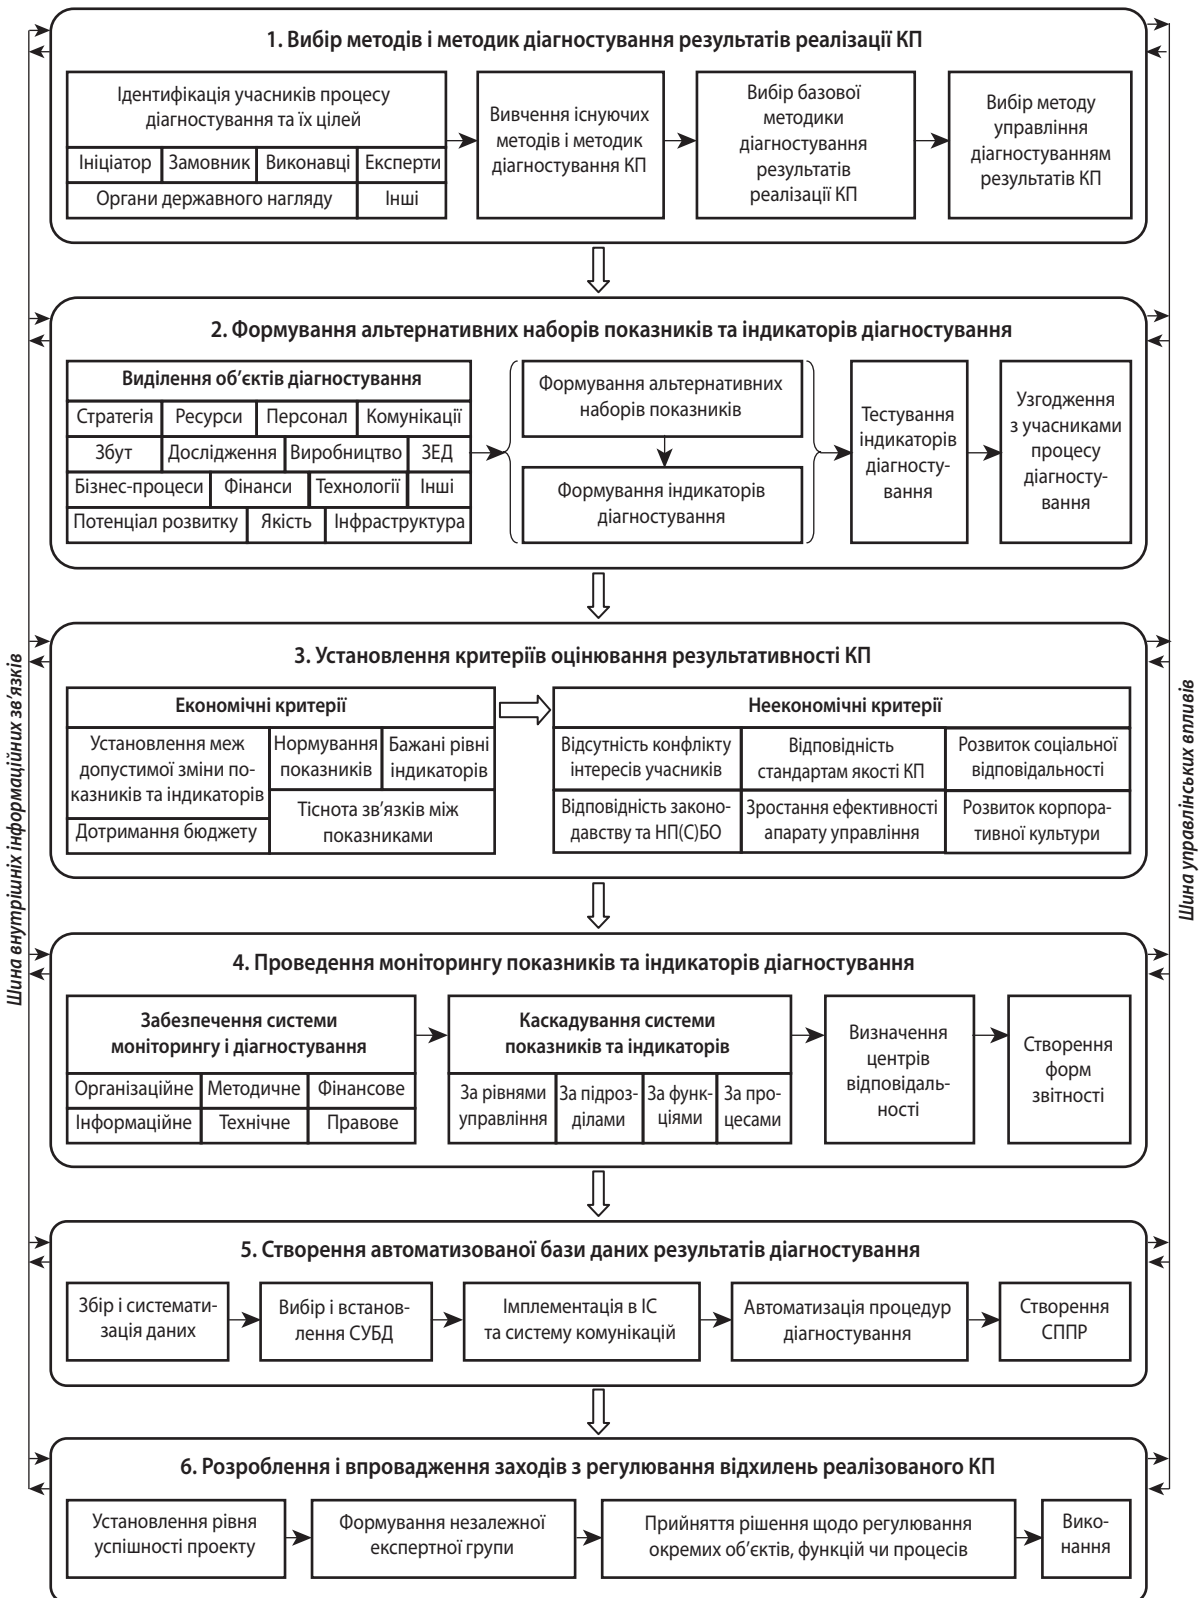 1. Вибір методів і методик діагностування результатів реалізації КП
Ідентифікація учасників процесу
діагностування та їх цілей
Ініціатор
Замовник
Виконавці
Експерти
Органи державного нагляду
Інші
Вивчення існуючих
методів і методик
діагностування КП
Вибір базової
методики
діагностування
результатів
реалізації КП
Вибір методу
управління
діагностуванням
результатів КП
2. Формування альтернативних наборів показників та індикаторів діагностування
Виділення об’єктів діагностування
Стратегія
Ресурси
Персонал
Комунікації
Збут
Дослідження
Виробництво
ЗЕД
Бізнес-процеси
Фінанси
Технології
Інші
Потенціал розвитку
Якість
Інфраструктура
Формування альтернативних
наборів показників
Формування індикаторів
діагностування
Тестування
індикаторів
діагносту-
вання
Узгодження
з учасниками
процесу
діагносту-
вання
3. Установлення критеріїв оцінювання результативності КП
Економічні критерії
Установлення меж
допустимої зміни по-
казників та індикаторів
Дотримання бюджету
Нормування
показників
Бажані рівні
індикаторів
Тіснота зв’язків між
показниками
Неекономічні критерії
Відсутність конфлікту
інтересів учасників
Відповідність
стандартам якості КП
Розвиток соціальної
відповідальності
Відповідність законо-
давству та НП(С)БО
Зростання ефективності
апарату управління
Розвиток корпора-
тивної культури
4. Проведення моніторингу показників та індикаторів діагностування
Забезпечення системи
моніторингу і діагностування
Організаційне
Методичне
Фінансове
Інформаційне
Технічне
Правове
Каскадування системи
показників та індикаторів
За рівнями
управління
За підроз-
ділами
За функ-
ціями
За про-
цесами
Визначення
центрів
відповідаль-
ності
Створення
форм
звітності
5. Створення автоматизованої бази даних результатів діагностування
Збір і системати-
зація даних
Вибір і встанов-
лення СУБД
Імплементація в ІС
та систему комунікацій
Автоматизація процедур
діагностування
Створення
СППР
6. Розроблення і впровадження заходів з регулювання відхилень реалізованого КП
Установлення рівня
успішності проекту
Формування незалежної
експертної групи
Прийняття рішення щодо регулювання
окремих об’єктів, функцій чи процесів
Вико-
нання
Шина внутрішніх інформаційних зв’язків
Шина управлінських впливів